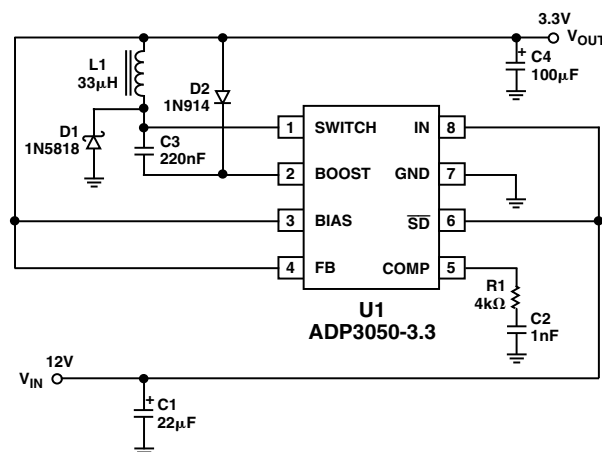 3.3V
V_OUT
C4
100μF
+
L1
33μH
D2
1N914
D1
1N5818
C3
220nF
1 SWITCH IN 8
2 BOOST GND 7
3 BIAS S̅D̅ 6
4 FB COMP 5
R1
4kΩ
C2
1nF
U1
ADP3050-3.3
12V
V_IN
+
C1
22μF